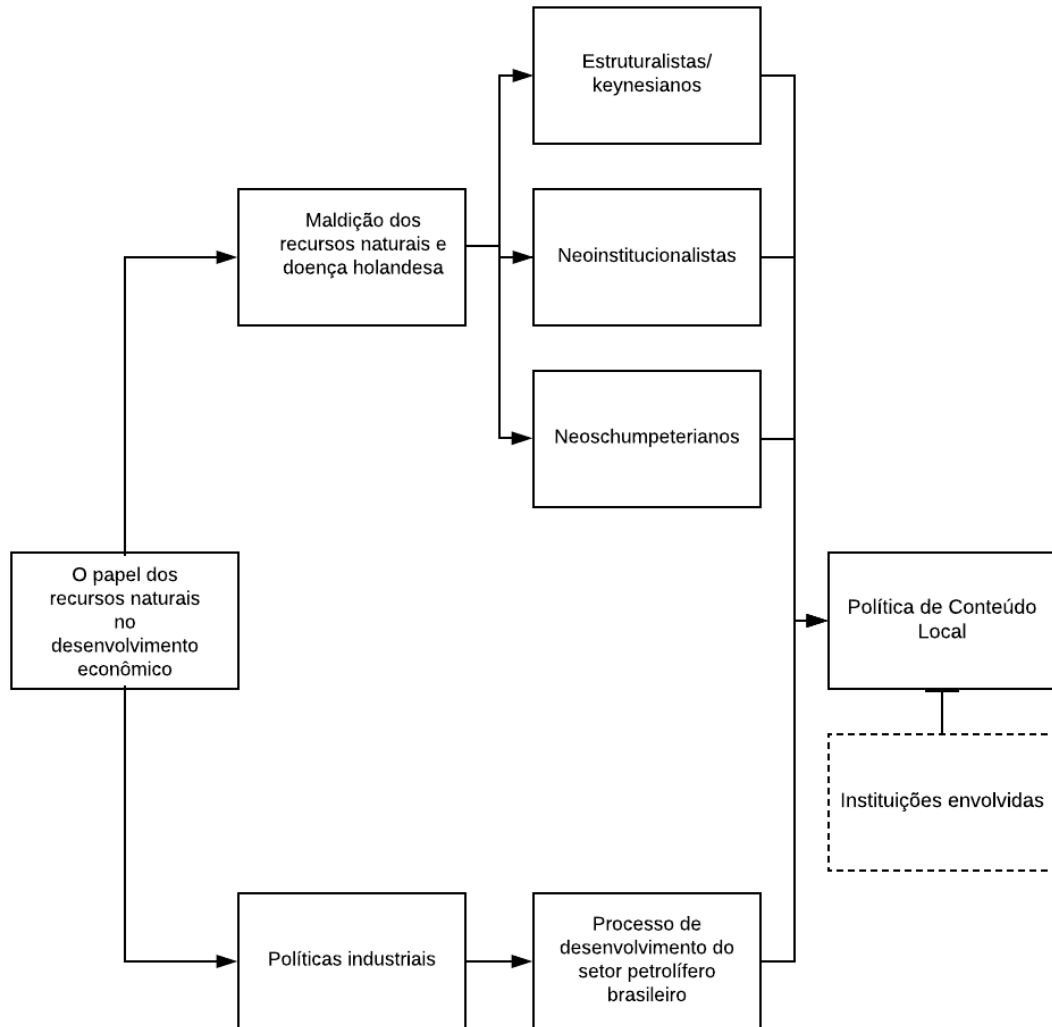 Estruturalistas/
keynesianos
Maldição dos
recursos naturais e
doença holandesa
Neoinstitucionalistas
Neoschumpeterianos
O papel dos
recursos naturais
no
desenvolvimento
econômico
Política de Conteúdo
Local
Instituições envolvidas
Políticas industriais
Processo de
desenvolvimento do
setor petrolífero
brasileiro